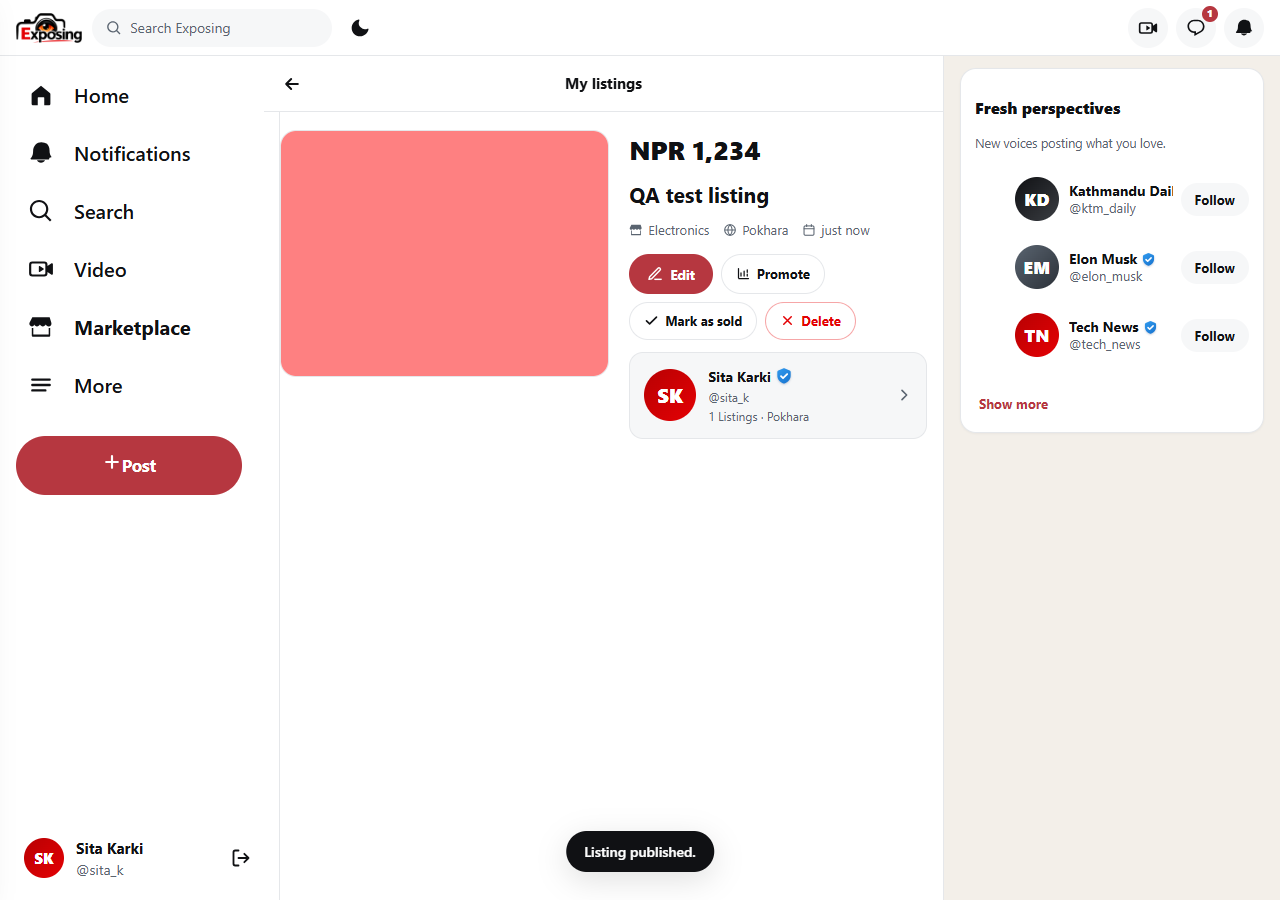 Exposing
Search Exposing
1
Home
Notifications
Search
Video
Marketplace
More
Post
Sita Karki
@sita_k
SK
My listings
NPR 1,234
QA test listing
Electronics Pokhara just now
Edit Promote
Mark as sold Delete
SK
Sita Karki
@sita_k
1 Listings · Pokhara
Listing published.
Fresh perspectives
New voices posting what you love.
KD
Kathmandu Dai
@ktm_daily
Follow
EM
Elon Musk
@elon_musk
Follow
TN
Tech News
@tech_news
Follow
Show more